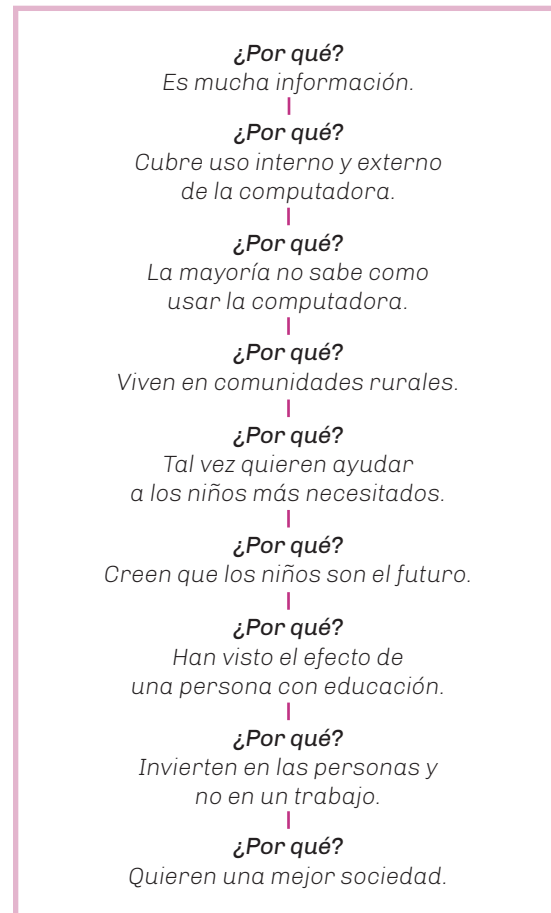 ¿Por qué?
Es mucha información.
¿Por qué?
Cubre uso interno y externo
de la computadora.
¿Por qué?
La mayoría no sabe como
usar la computadora.
¿Por qué?
Viven en comunidades rurales.
¿Por qué?
Tal vez quieren ayudar
a los niños más necesitados.
¿Por qué?
Creen que los niños son el futuro.
¿Por qué?
Han visto el efecto de
una persona con educación.
¿Por qué?
Invierten en las personas y
no en un trabajo.
¿Por qué?
Quieren una mejor sociedad.